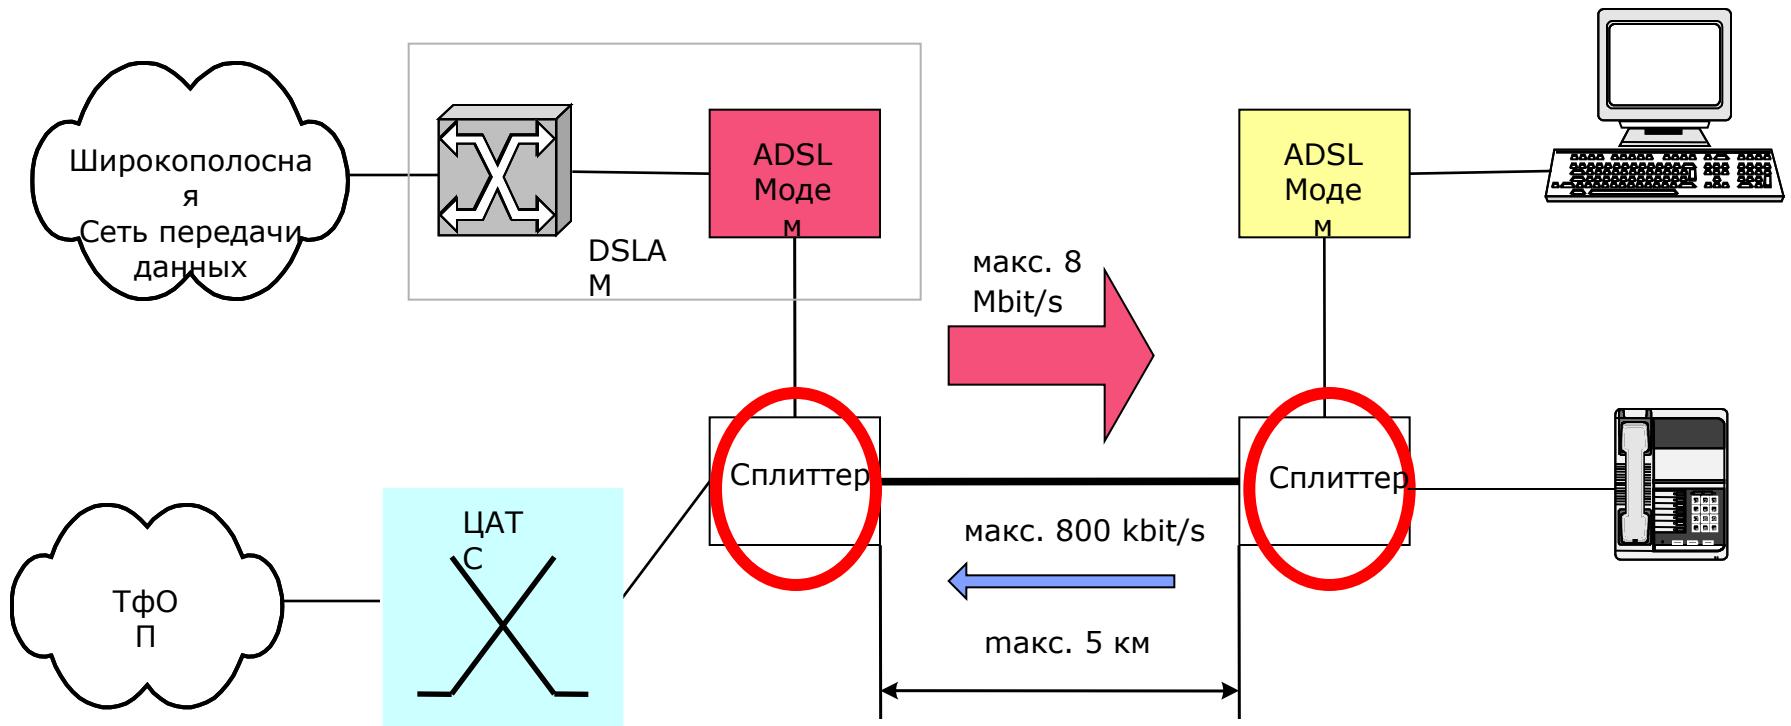 Широкополосна
я
Сеть передачи
данных
DSLA
M
ADSL
Моде
м
ADSL
Моде
м
макс. 8
Mbit/s
Сплиттер
Сплиттер
ЦАТ
С
макс. 800 kbit/s
ТфО
П
mакс. 5 км